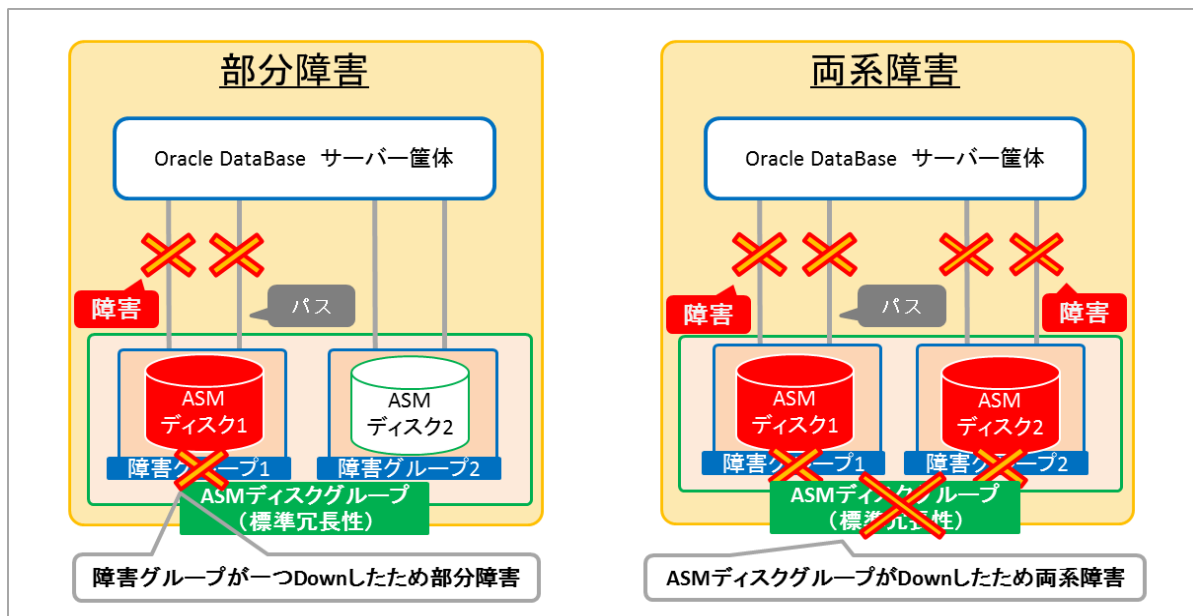 部分障害
Oracle DataBase サーバー筐体
障害
パス
ASM
ディスク1
ASM
ディスク2
障害グループ1
障害グループ2
ASMディスクグループ
（標準冗長性）
障害グループが一つDownしたため部分障害
両系障害
Oracle DataBase サーバー筐体
障害
パス
障害
ASM
ディスク1
ASM
ディスク2
障害グループ1
障害グループ2
ASMディスクグループ
（標準冗長性）
ASMディスクグループがDownしたため両系障害